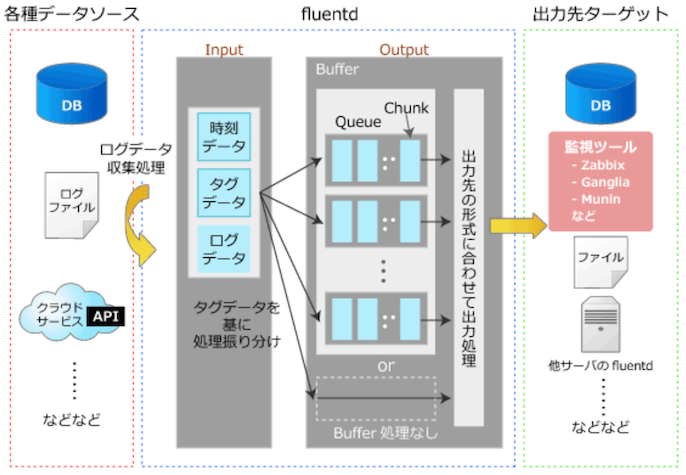 各種データソース
fluentd
出力先ターゲット
DB
ログデータ
収集処理
ログ
ファイル
クラウド
サービス
API
などなど
Input
時刻
データ
タグ
データ
ログ
データ
タグデータを
基に
処理振り分け
Output
Buffer
Chunk
Queue
出力先の形式に合わせて出力処理
or
Buffer 処理なし
DB
監視ツール
- Zabbix
- Ganglia
- Munin
など
ファイル
他サーバの fluentd
などなど